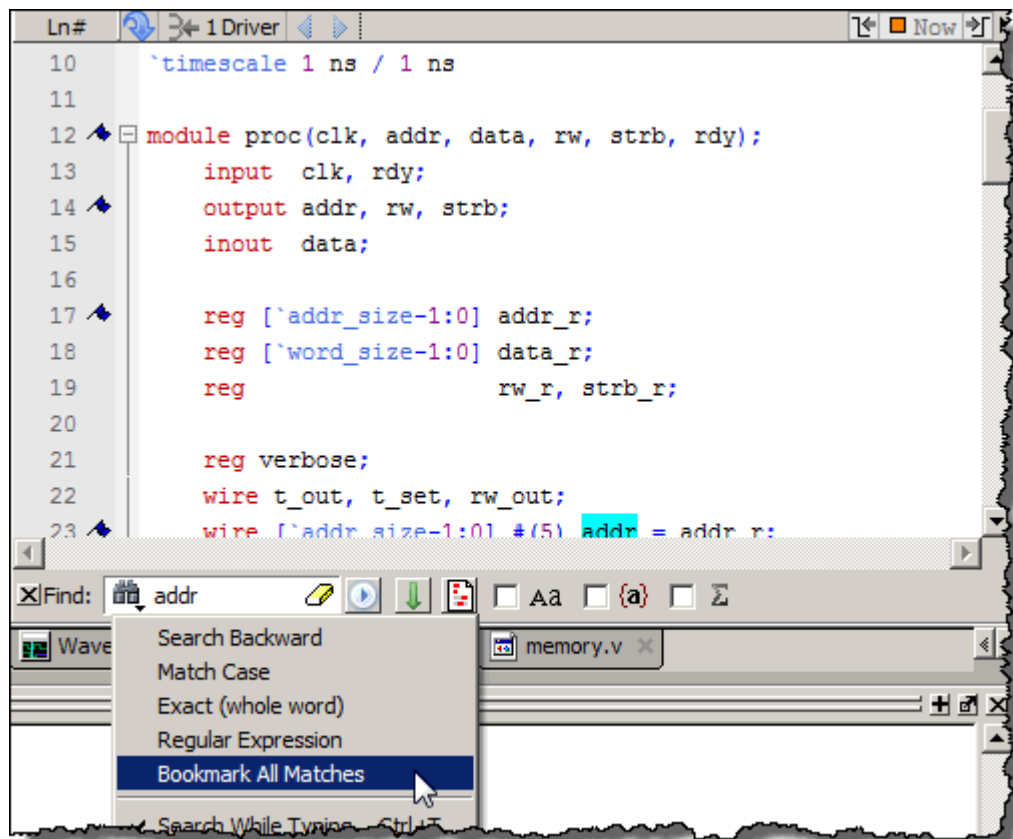 Ln# 1 Driver Now
10 `timescale 1 ns / 1 ns
11
12 module proc(clk, addr, data, rw, strb, rdy);
13 input clk, rdy;
14 output addr, rw, strb;
15 inout data;
16
17 reg [`addr_size-1:0] addr_r;
18 reg [`word_size-1:0] data_r;
19 reg rw_r, strb_r;
20
21 reg verbose;
22 wire t_out, t_set, rw_out;
23 wire [`addr_size-1:0] #(5) addr = addr_r;
Find: addr Aa {a} Σ
Wave memory.v
Search Backward
Match Case
Exact (whole word)
Regular Expression
Bookmark All Matches
Search While Typing Ctrl+T